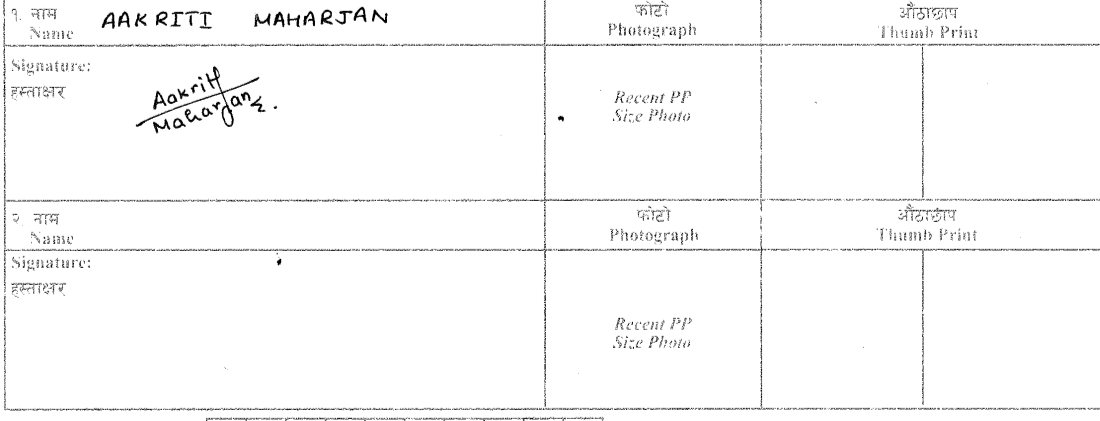 १. नाम
Name AAKRITI MAHARJAN
फोटो
Photograph
औंठाछाप
Thumb Print
Signature:
हस्ताक्षर
Aakriti
Maharjan
Recent PP
Size Photo
२. नाम
Name
फोटो
Photograph
औंठाछाप
Thumb Print
Signature:
हस्ताक्षर
Recent PP
Size Photo